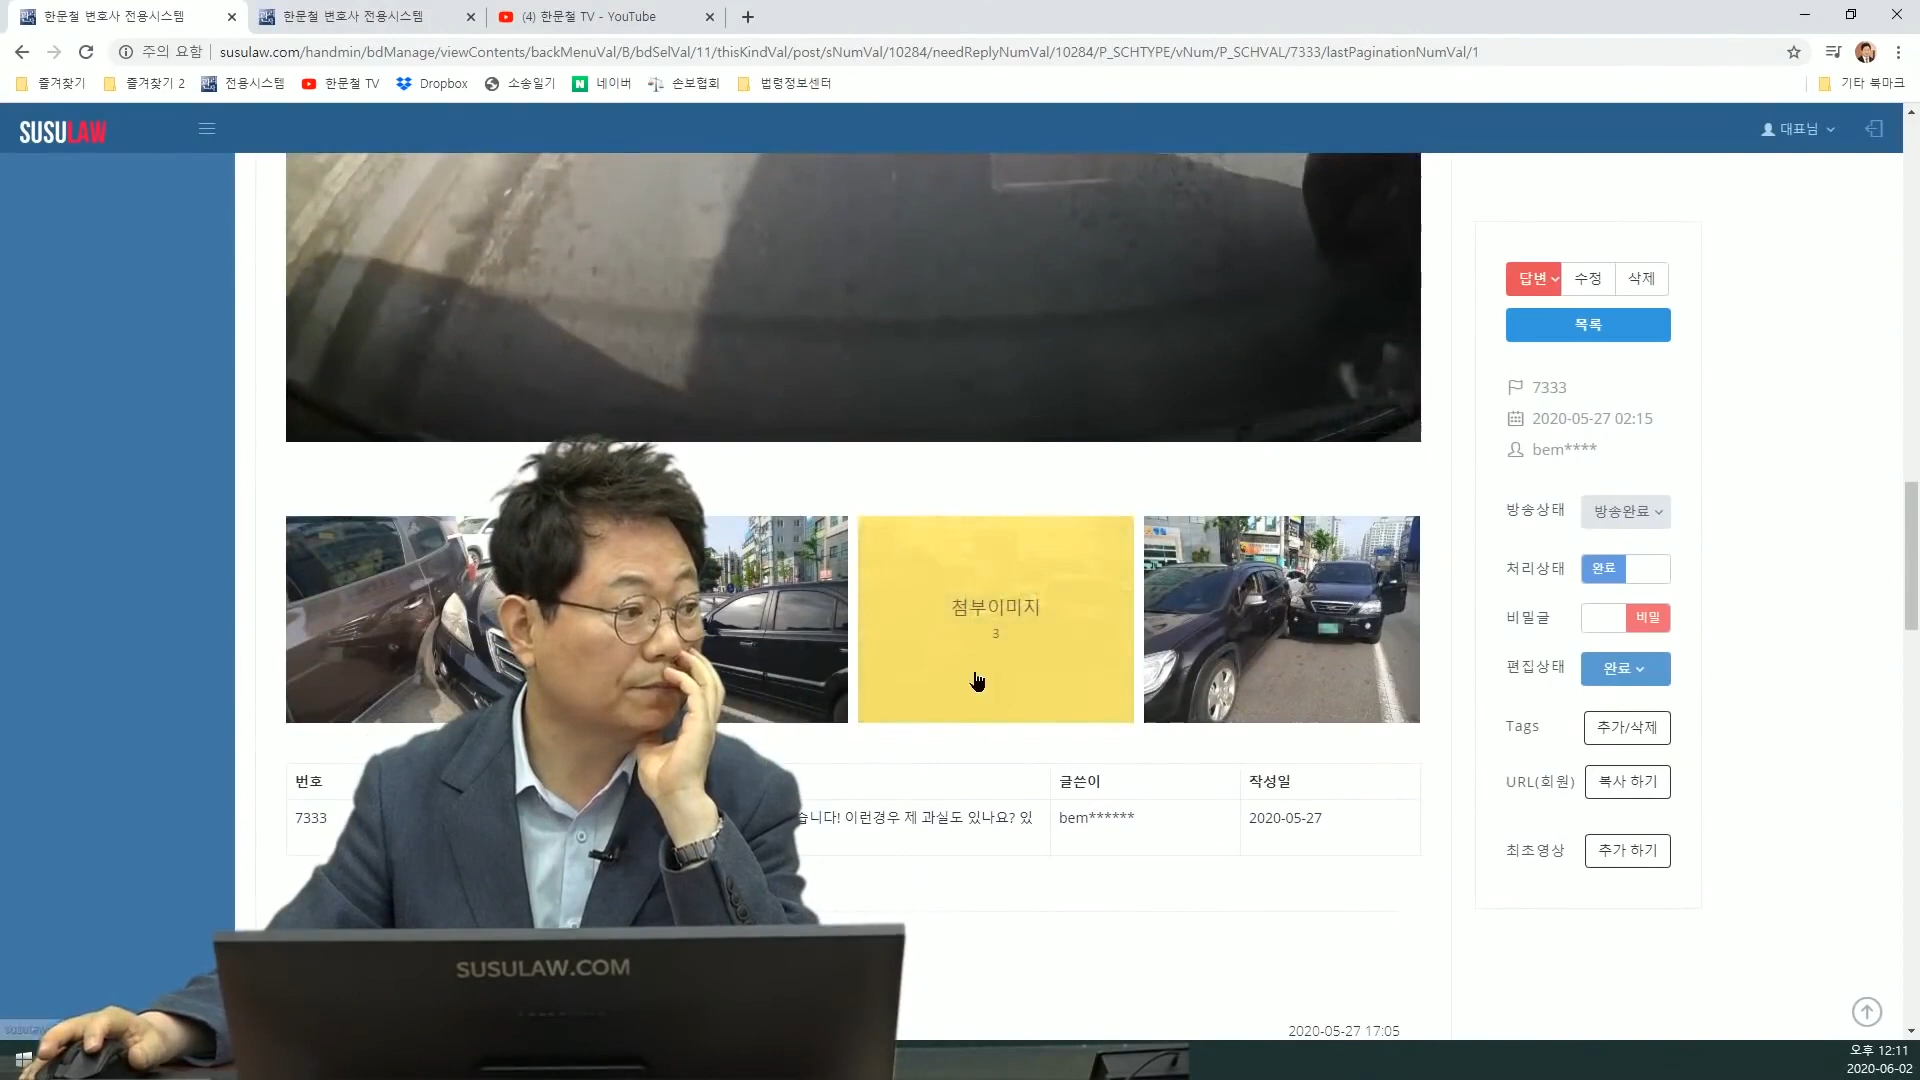 한문철 변호사 전용시스템
한문철 변호사 전용시스템
(4) 한문철 TV - YouTube
주의 요함
susulaw.com/handmin/bdManage/viewContents/backMenuVal/B/bdSelVal/11/thisKindVal/post/sNumVal/10284/needReplyNumVal/10284/P_SCHTYPE/vNum/P_SCHVAL/7333/lastPaginationNumVal/1
즐겨찾기
즐겨찾기 2
전용시스템
한문철 TV
Dropbox
소송일기
네이버
손보협회
법령정보센터
기타 북마크
SUSULAW
대표님
답변 수정 삭제
목록
7333
2020-05-27 02:15
bem****
방송상태 방송완료
처리상태 완료
비밀글 비밀
편집상태 완료
Tags 추가/삭제
URL(회원) 복사 하기
최초영상 추가 하기
첨부이미지
3
번호 글쓴이 작성일
7333 습니다! 이런경우 제 과실도 있나요? 있 bem****** 2020-05-27
2020-05-27 17:05
SUSULAW.COM
오후 12:11
2020-06-02